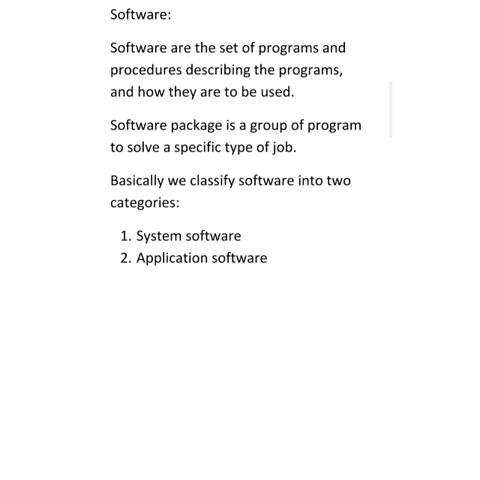 Software:
Software are the set of programs and
procedures describing the programs,
and how they are to be used.
Software package is a group of program
to solve a specific type of job.
Basically we classify software into two
categories:
1. System software
2. Application software